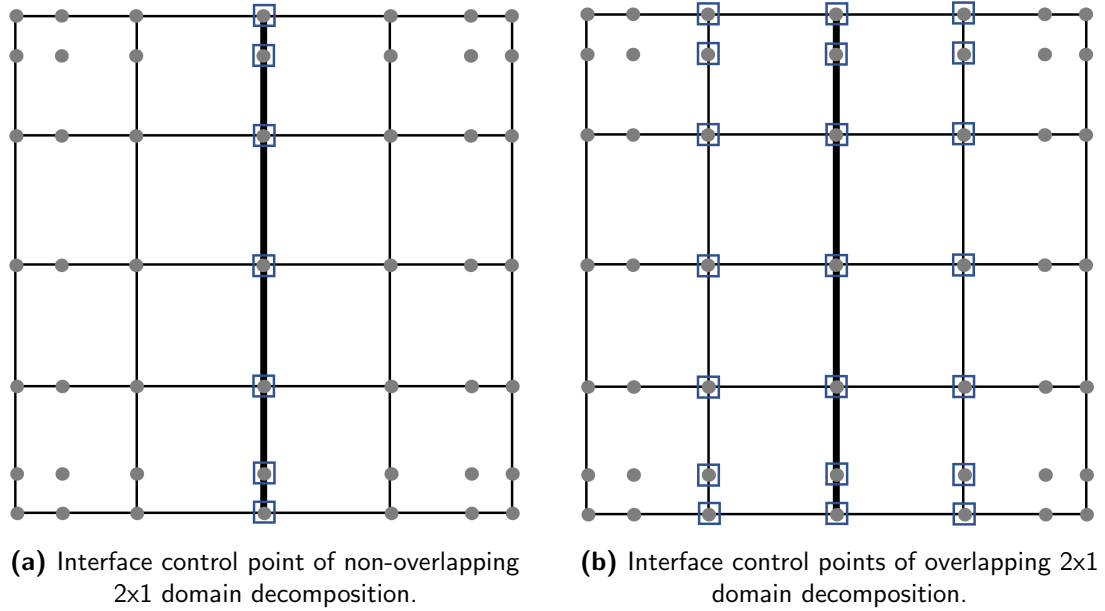 (a) Interface control point of non-overlapping
2x1 domain decomposition.
(b) Interface control points of overlapping 2x1
domain decomposition.